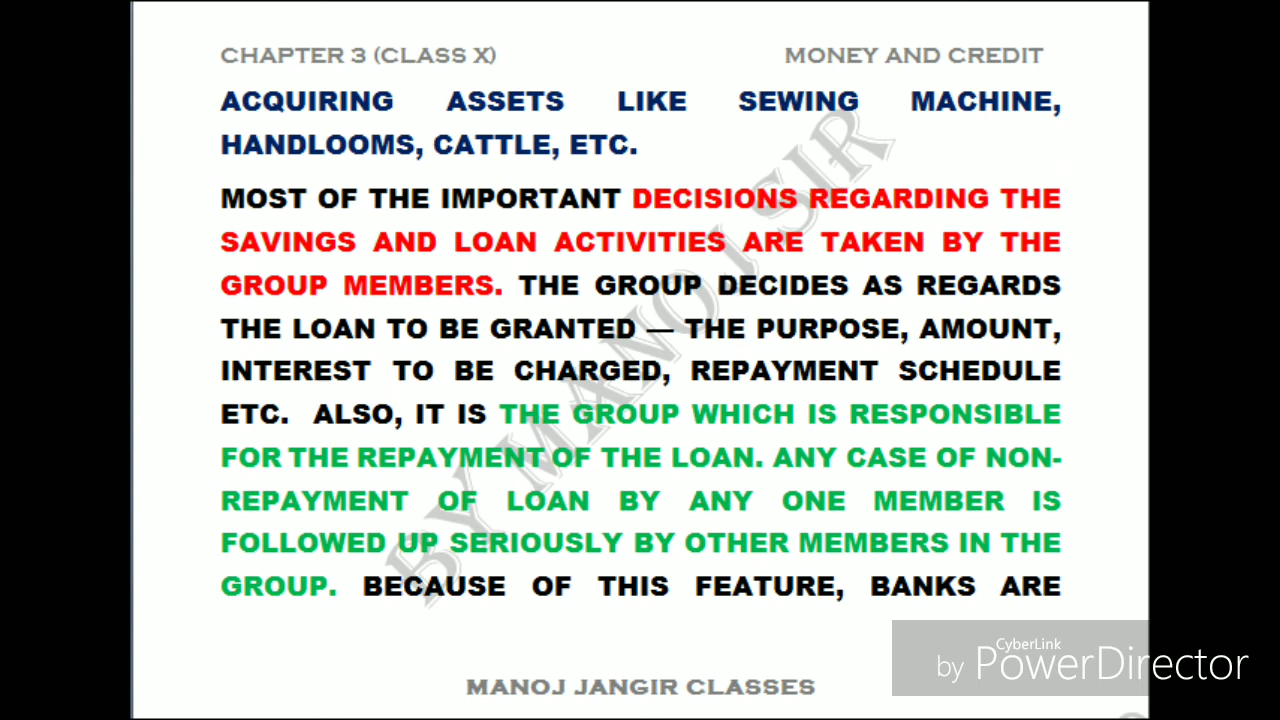 CHAPTER 3 (CLASS X) MONEY AND CREDIT
ACQUIRING ASSETS LIKE SEWING MACHINE,
HANDLOOMS, CATTLE, ETC.
MOST OF THE IMPORTANT DECISIONS REGARDING THE
SAVINGS AND LOAN ACTIVITIES ARE TAKEN BY THE
GROUP MEMBERS. THE GROUP DECIDES AS REGARDS
THE LOAN TO BE GRANTED — THE PURPOSE, AMOUNT,
INTEREST TO BE CHARGED, REPAYMENT SCHEDULE
ETC. ALSO, IT IS THE GROUP WHICH IS RESPONSIBLE
FOR THE REPAYMENT OF THE LOAN. ANY CASE OF NON-
REPAYMENT OF LOAN BY ANY ONE MEMBER IS
FOLLOWED UP SERIOUSLY BY OTHER MEMBERS IN THE
GROUP. BECAUSE OF THIS FEATURE, BANKS ARE
BY MANOJ SIR
MANOJ JANGIR CLASSES
CyberLink
by PowerDirector